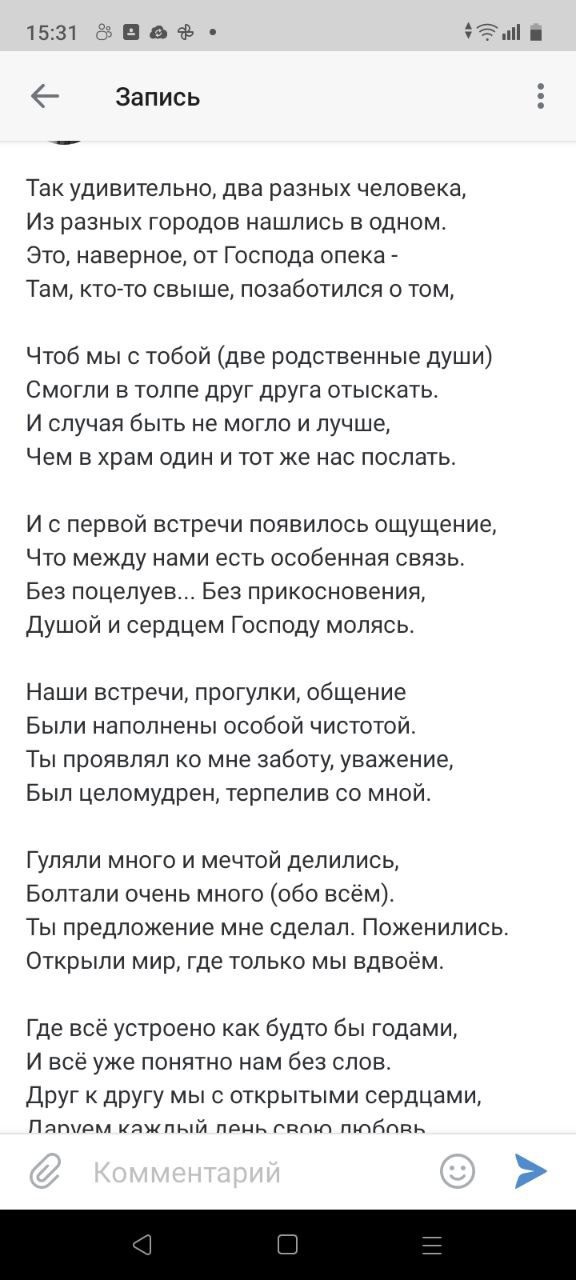 15:31
Запись
Так удивительно, два разных человека,
Из разных городов нашлись в одном.
Это, наверное, от Господа опека -
Там, кто-то свыше, позаботился о том,
Чтоб мы с тобой (две родственные души)
Смогли в толпе друг друга отыскать.
И случая быть не могло и лучше,
Чем в храм один и тот же нас послать.
И с первой встречи появилось ощущение,
Что между нами есть особенная связь.
Без поцелуев... Без прикосновения,
Душой и сердцем Господу молясь.
Наши встречи, прогулки, общение
Были наполнены особой чистотой.
Ты проявлял ко мне заботу, уважение,
Был целомудрен, терпелив со мной.
Гуляли много и мечтой делились,
Болтали очень много (обо всём).
Ты предложение мне сделал. Поженились.
Открыли мир, где только мы вдвоём.
Где всё устроено как будто бы годами,
И всё уже понятно нам без слов.
Друг к другу мы с открытыми сердцами,
Даруем каждый день свою любовь
Комментарий